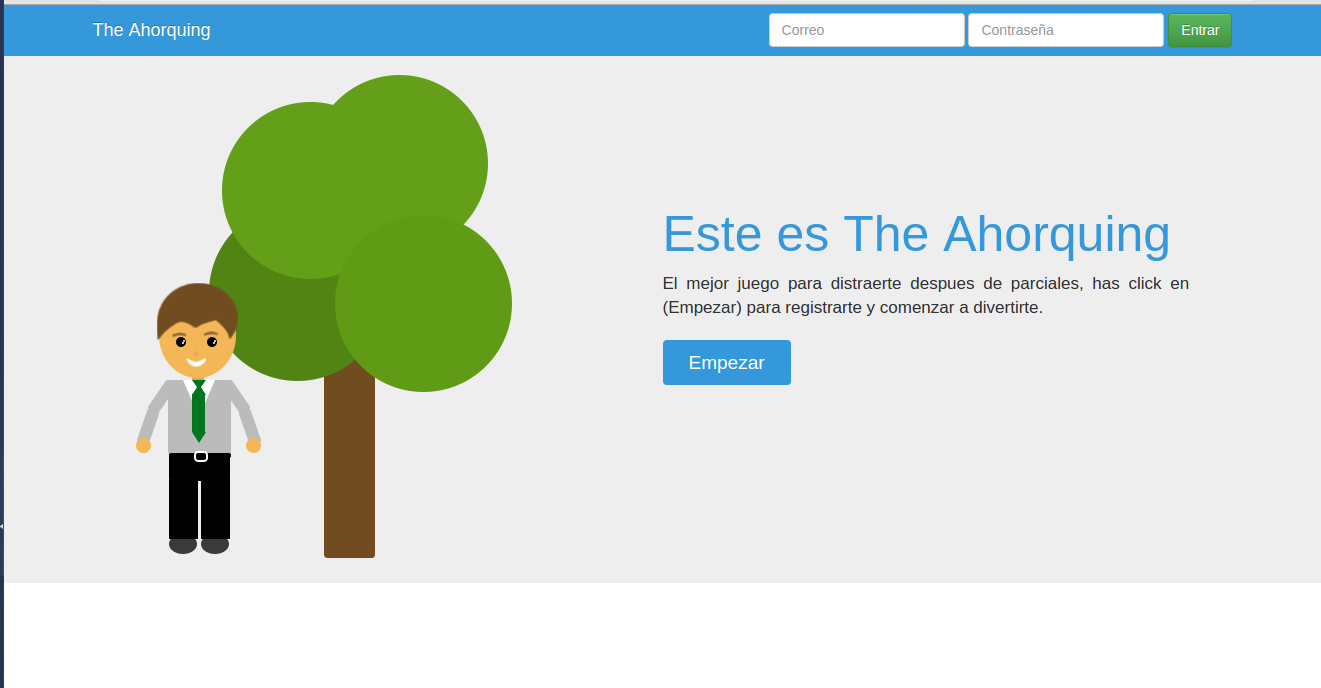 The Ahorquing
Correo
Contraseña
Entrar
Este es The Ahorquing
El mejor juego para distraerte despues de parciales, has click en
(Empezar) para registrarte y comenzar a divertirte.
Empezar